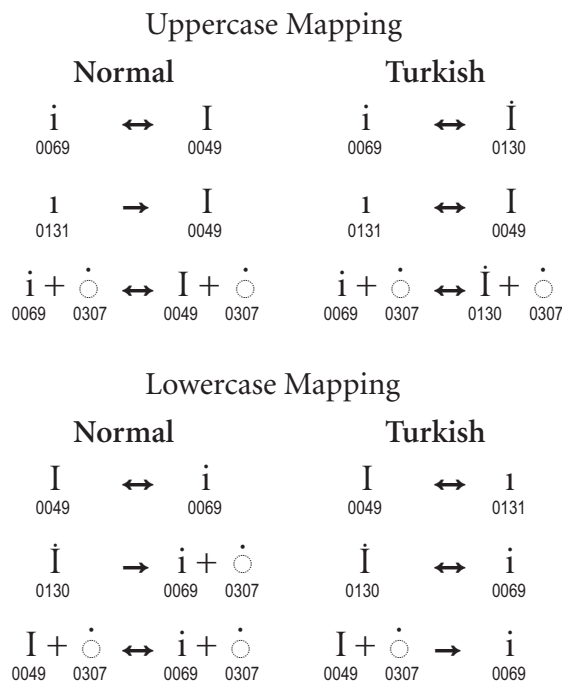 Uppercase Mapping
Normal Turkish
i ↔ I i ↔ İ
0069 0049 0069 0130
ı → I ı ↔ I
0131 0049 0131 0049
i + ◌̇ ↔ I + ◌̇ i + ◌̇ ↔ İ + ◌̇
0069 0307 0049 0307 0069 0307 0130 0307
Lowercase Mapping
Normal Turkish
I ↔ i I ↔ ı
0049 0069 0049 0131
İ → i + ◌̇ İ ↔ i
0130 0069 0307 0130 0069
I + ◌̇ ↔ i + ◌̇ I + ◌̇ → i
0049 0307 0069 0307 0049 0307 0069